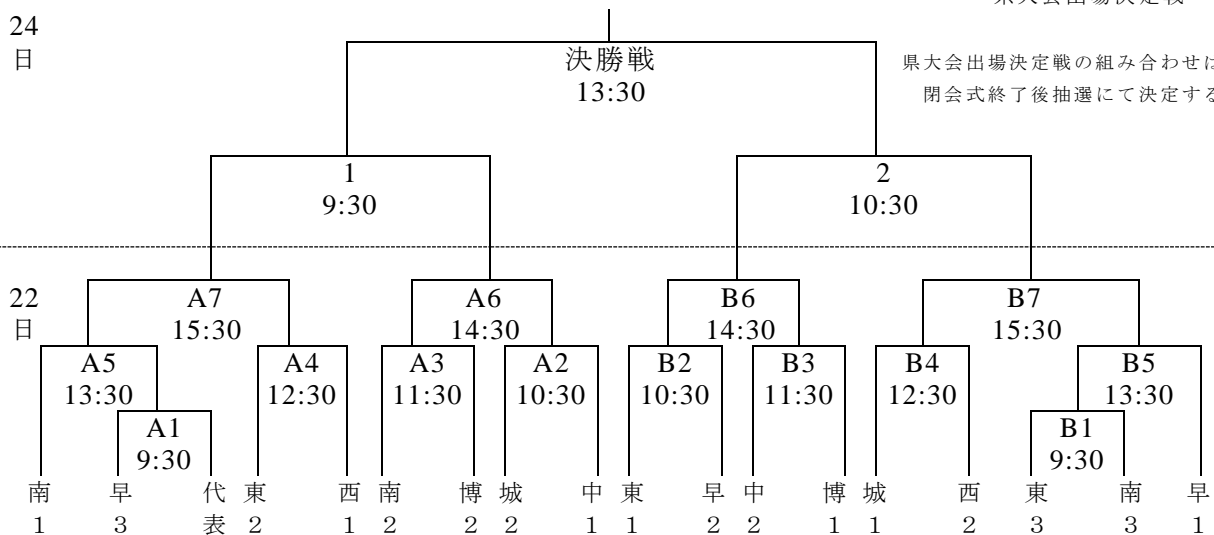 県大会出場決定戦
24
日
決勝戦
13:30
県大会出場決定戦の組み合わせは
閉会式終了後抽選にて決定する
1
9:30
2
10:30
22
日
A7
15:30
A6
14:30
B6
14:30
B7
15:30
A5
13:30
A4
12:30
A3
11:30
A2
10:30
B2
10:30
B3
11:30
B4
12:30
B5
13:30
A1
9:30
B1
9:30
南 早 代 東 西 南 博 城 中 東 早 中 博 城 西 東 南 早
1 3 表 2 1 2 2 2 1 1 2 2 1 1 2 3 3 1